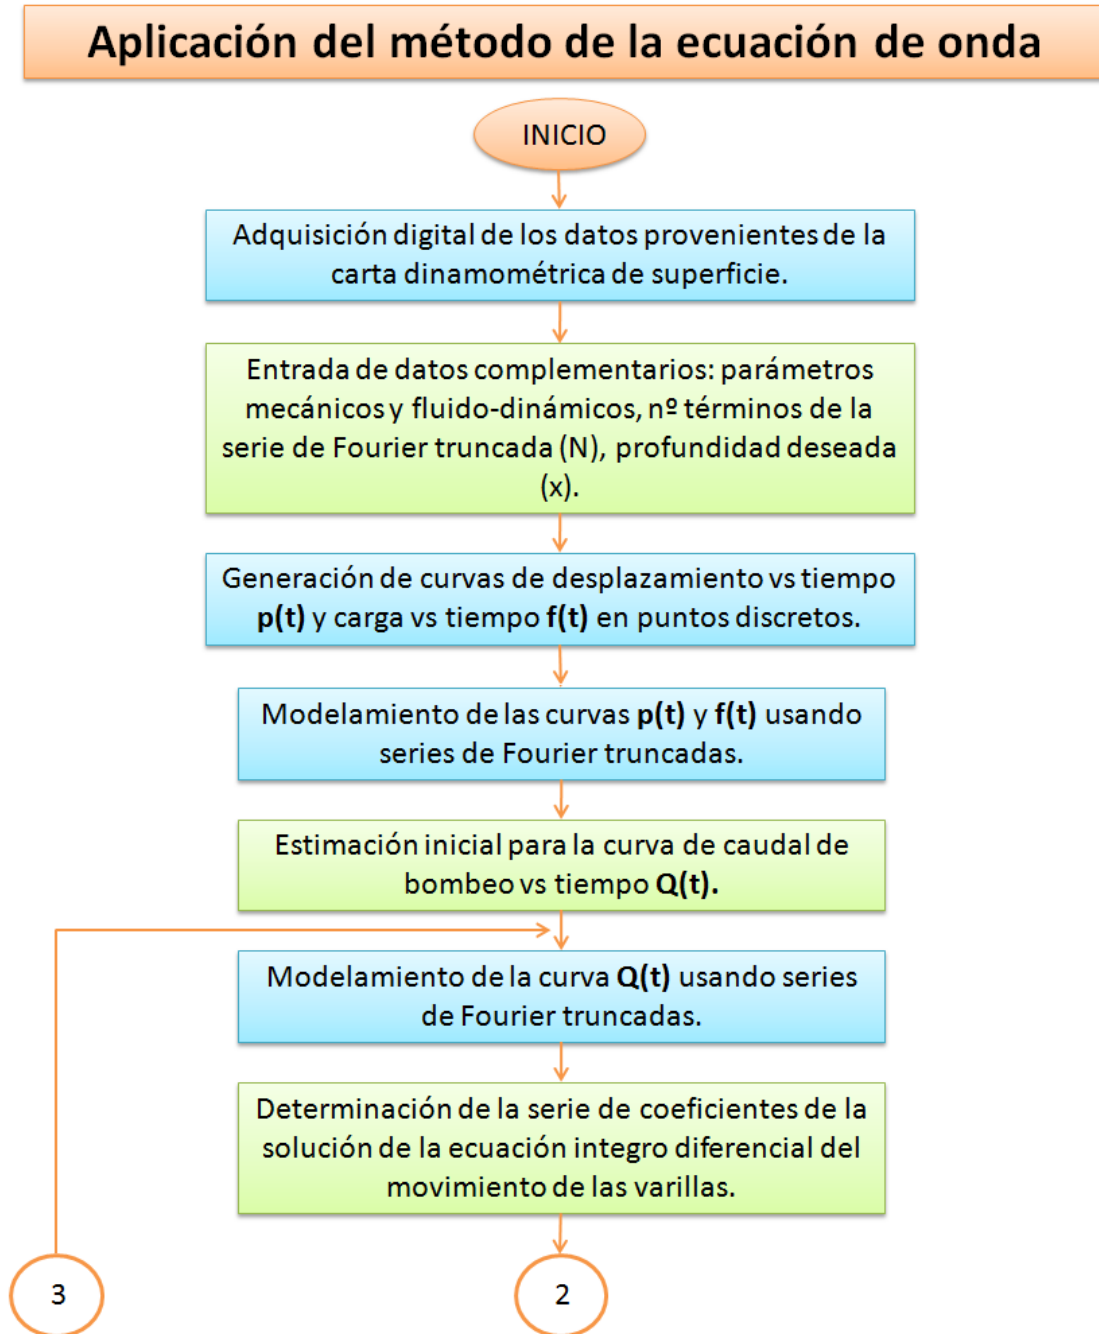 Aplicación del método de la ecuación de onda
INICIO
Adquisición digital de los datos provenientes de la
carta dinamométrica de superficie.
Entrada de datos complementarios: parámetros
mecánicos y fluido-dinámicos, nº términos de la
serie de Fourier truncada (N), profundidad deseada
(x).
Generación de curvas de desplazamiento vs tiempo
p(t) y carga vs tiempo f(t) en puntos discretos.
Modelamiento de las curvas p(t) y f(t) usando
series de Fourier truncadas.
Estimación inicial para la curva de caudal de
bombeo vs tiempo Q(t).
Modelamiento de la curva Q(t) usando series
de Fourier truncadas.
Determinación de la serie de coeficientes de la
solución de la ecuación integro diferencial del
movimiento de las varillas.
3
2